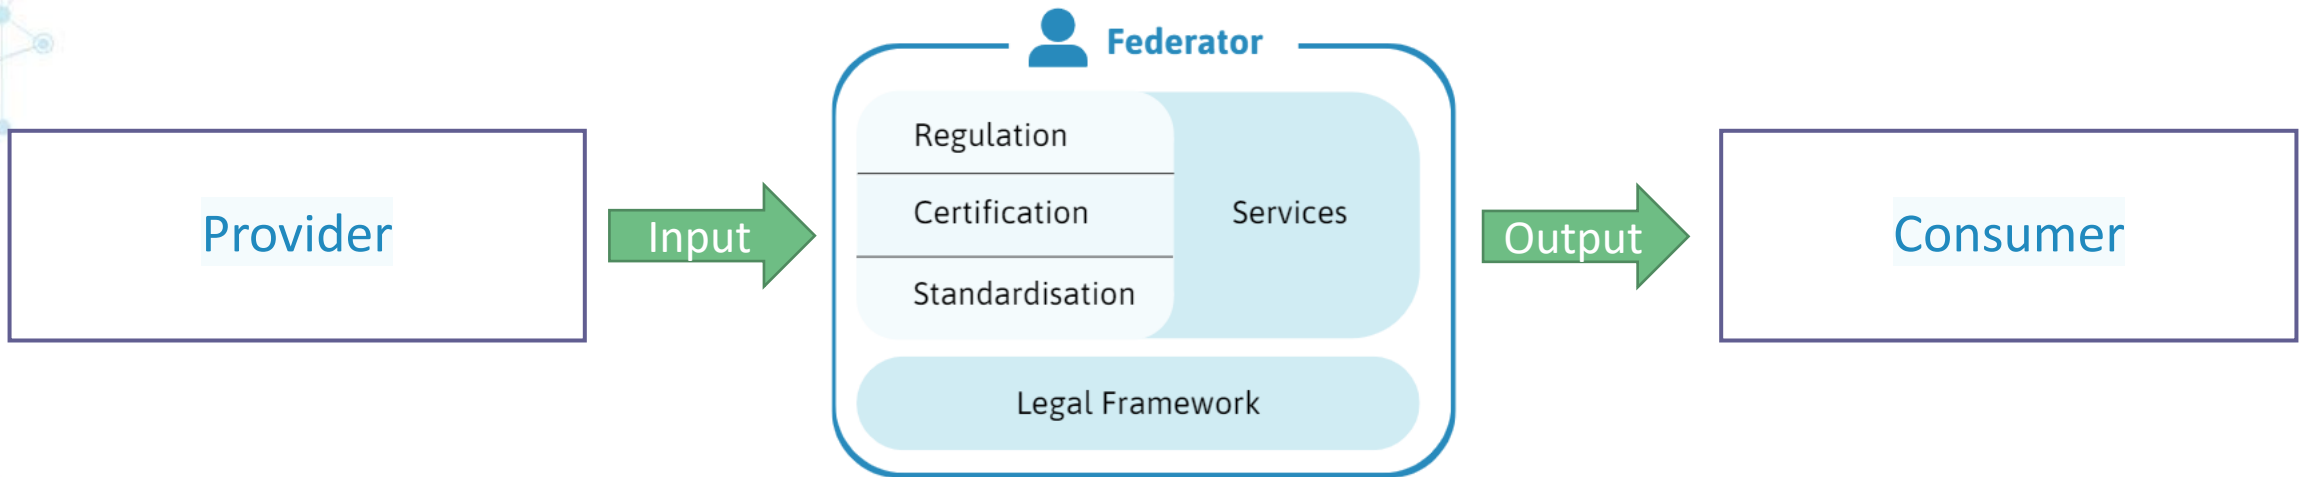 Federator
Provider
Input
Regulation
Certification
Standardisation
Services
Legal Framework
Output
Consumer